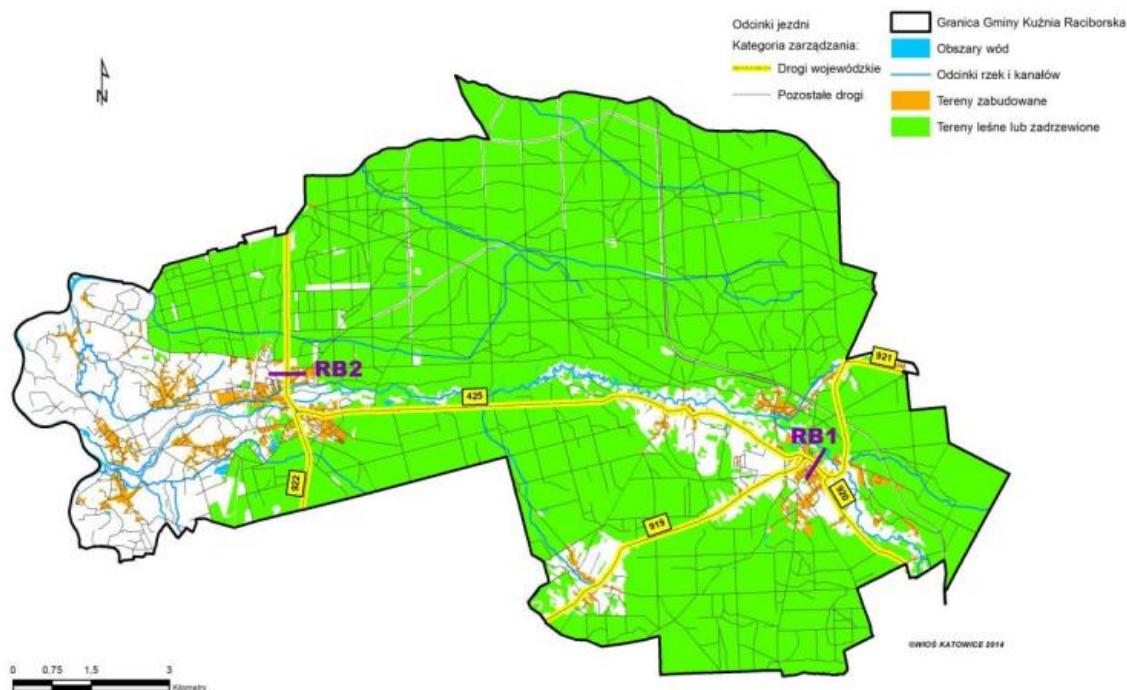 Odcinki jezdni
Kategoria zarządzania:
Drogi wojewódzkie
Pozostałe drogi
Granica Gminy Kuźnia Raciborska
Obszary wód
Odcinki rzek i kanałów
Tereny zabudowane
Tereny leśne lub zadrzewione
N
921
RB2
425
RB1
922
920
919
©WIOŚ KATOWICE 2014
0 0,75 1,5 3
Kilometry